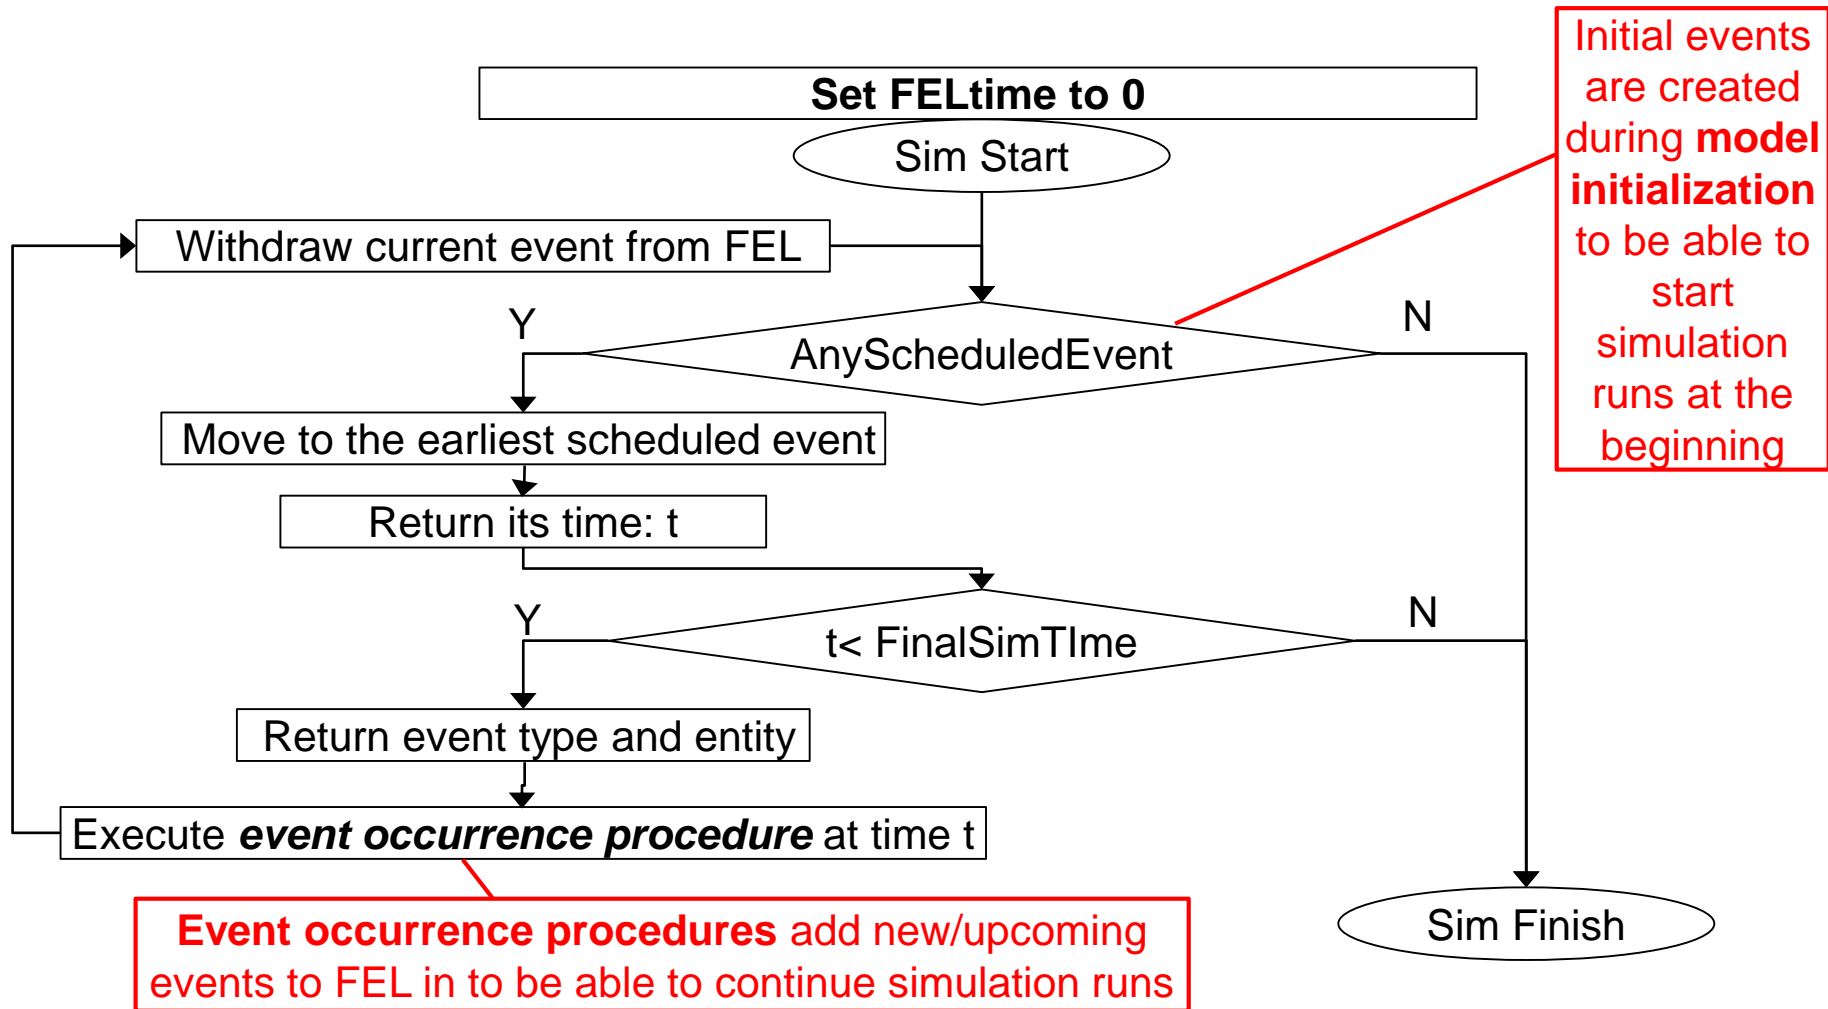 Set FELtime to 0
Sim Start
Withdraw current event from FEL
Y
N
AnyScheduledEvent
Move to the earliest scheduled event
Return its time: t
Y
N
t< FinalSimTIme
Return event type and entity
Execute event occurrence procedure at time t
Sim Finish
Event occurrence procedures add new/upcoming
events to FEL in to be able to continue simulation runs
Initial events
are created
during model
initialization
to be able to
start
simulation
runs at the
beginning